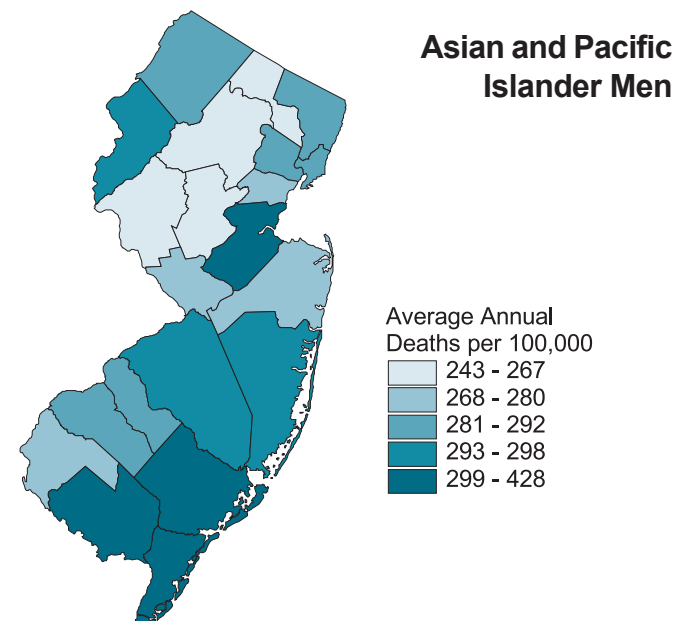 Asian and Pacific
Islander Men
Average Annual
Deaths per 100,000
243 - 267
268 - 280
281 - 292
293 - 298
299 - 428